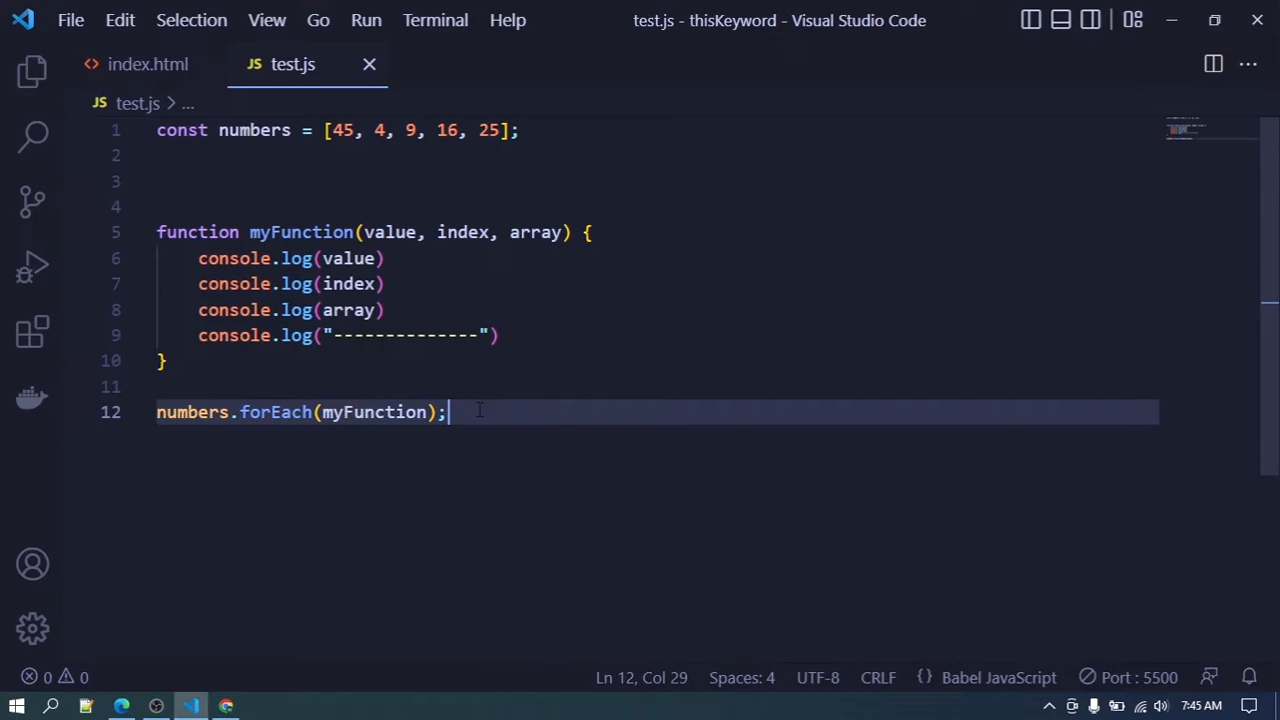 File Edit Selection View Go Run Terminal Help test.js - thisKeyword - Visual Studio Code
<> index.html JS test.js
JS test.js > ...
1 const numbers = [45, 4, 9, 16, 25];
2
3
4
5 function myFunction(value, index, array) {
6 console.log(value)
7 console.log(index)
8 console.log(array)
9 console.log("--------------")
10 }
11
12 numbers.forEach(myFunction);
0 0 Ln 12, Col 29 Spaces: 4 UTF-8 CRLF {} Babel JavaScript Port : 5500
7:45 AM